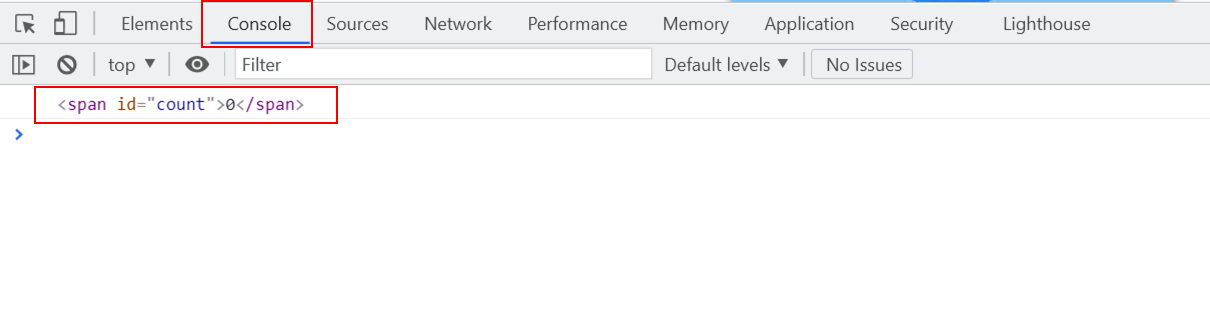 Elements Console Sources Network Performance Memory Application Security Lighthouse
top Filter Default levels No Issues
<span id="count">0</span>